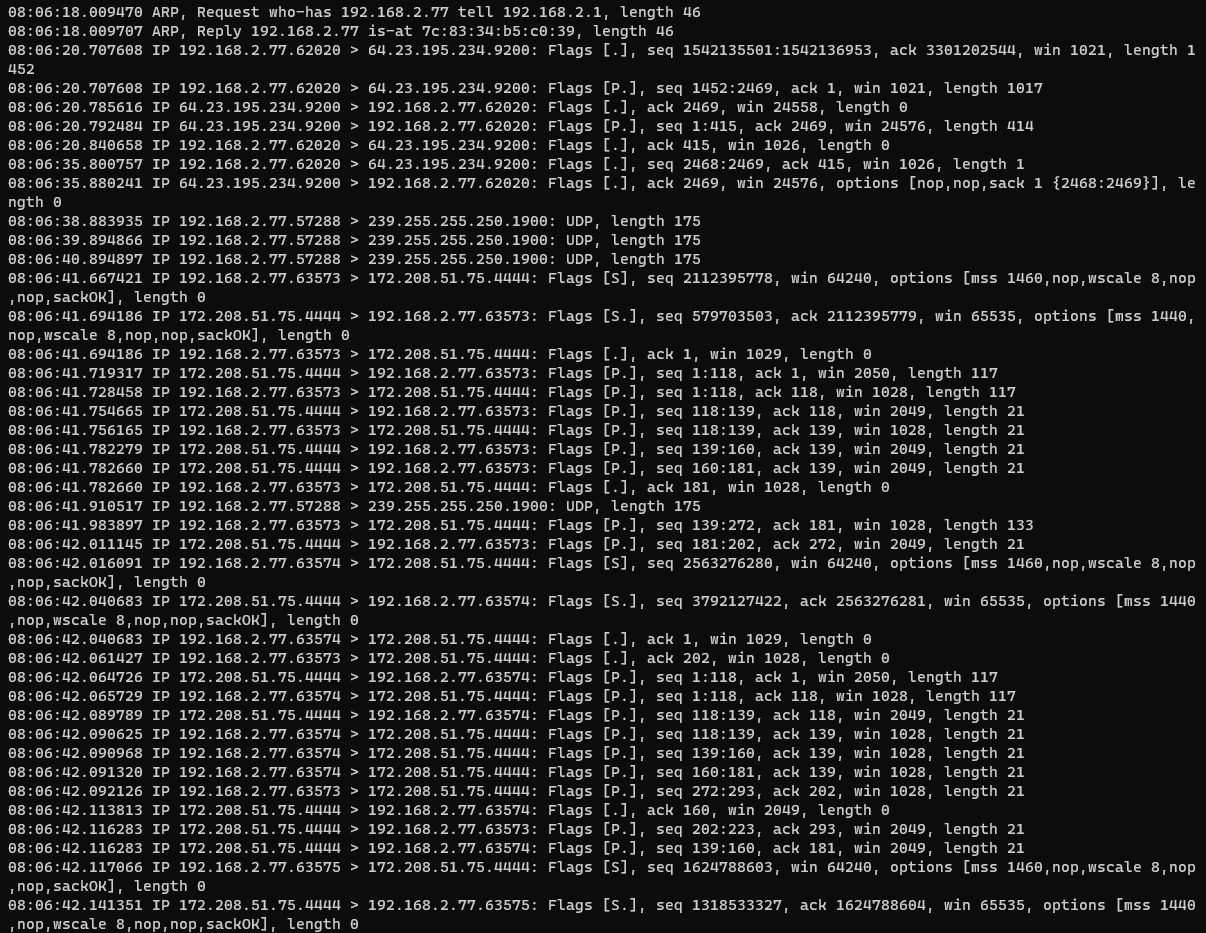 08:06:18.009470 ARP, Request who-has 192.168.2.77 tell 192.168.2.1, length 46
08:06:18.009707 ARP, Reply 192.168.2.77 is-at 7c:83:34:b5:c0:39, length 46
08:06:20.707608 IP 192.168.2.77.62020 > 64.23.195.234.9200: Flags [.], seq 1542135501:1542136953, ack 3301202544, win 1021, length 1
452
08:06:20.707608 IP 192.168.2.77.62020 > 64.23.195.234.9200: Flags [P.], seq 1452:2469, ack 1, win 1021, length 1017
08:06:20.785616 IP 64.23.195.234.9200 > 192.168.2.77.62020: Flags [.], ack 2469, win 24558, length 0
08:06:20.792484 IP 64.23.195.234.9200 > 192.168.2.77.62020: Flags [P.], seq 1:415, ack 2469, win 24576, length 414
08:06:20.840658 IP 192.168.2.77.62020 > 64.23.195.234.9200: Flags [.], ack 415, win 1026, length 0
08:06:35.800757 IP 192.168.2.77.62020 > 64.23.195.234.9200: Flags [.], seq 2468:2469, ack 415, win 1026, length 1
08:06:35.880241 IP 64.23.195.234.9200 > 192.168.2.77.62020: Flags [.], ack 2469, win 24576, options [nop,nop,sack 1 {2468:2469}], le
ngth 0
08:06:38.883935 IP 192.168.2.77.57288 > 239.255.255.250.1900: UDP, length 175
08:06:39.894866 IP 192.168.2.77.57288 > 239.255.255.250.1900: UDP, length 175
08:06:40.894897 IP 192.168.2.77.57288 > 239.255.255.250.1900: UDP, length 175
08:06:41.667421 IP 192.168.2.77.63573 > 172.208.51.75.4444: Flags [S], seq 2112395778, win 64240, options [mss 1460,nop,wscale 8,nop
,nop,sackOK], length 0
08:06:41.694186 IP 172.208.51.75.4444 > 192.168.2.77.63573: Flags [S.], seq 579703503, ack 2112395779, win 65535, options [mss 1440,
nop,wscale 8,nop,nop,sackOK], length 0
08:06:41.694186 IP 192.168.2.77.63573 > 172.208.51.75.4444: Flags [.], ack 1, win 1029, length 0
08:06:41.719317 IP 172.208.51.75.4444 > 192.168.2.77.63573: Flags [P.], seq 1:118, ack 1, win 2050, length 117
08:06:41.728458 IP 192.168.2.77.63573 > 172.208.51.75.4444: Flags [P.], seq 1:118, ack 118, win 1028, length 117
08:06:41.754665 IP 172.208.51.75.4444 > 192.168.2.77.63573: Flags [P.], seq 118:139, ack 118, win 2049, length 21
08:06:41.756165 IP 192.168.2.77.63573 > 172.208.51.75.4444: Flags [P.], seq 118:139, ack 139, win 1028, length 21
08:06:41.782279 IP 172.208.51.75.4444 > 192.168.2.77.63573: Flags [P.], seq 139:160, ack 139, win 2049, length 21
08:06:41.782660 IP 172.208.51.75.4444 > 192.168.2.77.63573: Flags [P.], seq 160:181, ack 139, win 2049, length 21
08:06:41.782660 IP 192.168.2.77.63573 > 172.208.51.75.4444: Flags [.], ack 181, win 1028, length 0
08:06:41.910517 IP 192.168.2.77.57288 > 239.255.255.250.1900: UDP, length 175
08:06:41.983897 IP 192.168.2.77.63573 > 172.208.51.75.4444: Flags [P.], seq 139:272, ack 181, win 1028, length 133
08:06:42.011145 IP 172.208.51.75.4444 > 192.168.2.77.63573: Flags [P.], seq 181:202, ack 272, win 2049, length 21
08:06:42.016091 IP 192.168.2.77.63574 > 172.208.51.75.4444: Flags [S], seq 2563276280, win 64240, options [mss 1460,nop,wscale 8,nop
,nop,sackOK], length 0
08:06:42.040683 IP 172.208.51.75.4444 > 192.168.2.77.63574: Flags [S.], seq 3792127422, ack 2563276281, win 65535, options [mss 1440
,nop,wscale 8,nop,nop,sackOK], length 0
08:06:42.040683 IP 192.168.2.77.63574 > 172.208.51.75.4444: Flags [.], ack 1, win 1029, length 0
08:06:42.061427 IP 192.168.2.77.63573 > 172.208.51.75.4444: Flags [.], ack 202, win 1028, length 0
08:06:42.064726 IP 172.208.51.75.4444 > 192.168.2.77.63574: Flags [P.], seq 1:118, ack 1, win 2050, length 117
08:06:42.065729 IP 192.168.2.77.63574 > 172.208.51.75.4444: Flags [P.], seq 1:118, ack 118, win 1028, length 117
08:06:42.089789 IP 172.208.51.75.4444 > 192.168.2.77.63574: Flags [P.], seq 118:139, ack 118, win 2049, length 21
08:06:42.090625 IP 192.168.2.77.63574 > 172.208.51.75.4444: Flags [P.], seq 118:139, ack 139, win 1028, length 21
08:06:42.090968 IP 192.168.2.77.63574 > 172.208.51.75.4444: Flags [P.], seq 139:160, ack 139, win 1028, length 21
08:06:42.091320 IP 192.168.2.77.63574 > 172.208.51.75.4444: Flags [P.], seq 160:181, ack 139, win 1028, length 21
08:06:42.092126 IP 192.168.2.77.63573 > 172.208.51.75.4444: Flags [P.], seq 272:293, ack 202, win 1028, length 21
08:06:42.113813 IP 172.208.51.75.4444 > 192.168.2.77.63574: Flags [.], ack 160, win 2049, length 0
08:06:42.116283 IP 172.208.51.75.4444 > 192.168.2.77.63573: Flags [P.], seq 202:223, ack 293, win 2049, length 21
08:06:42.116283 IP 172.208.51.75.4444 > 192.168.2.77.63574: Flags [P.], seq 139:160, ack 181, win 2049, length 21
08:06:42.117066 IP 192.168.2.77.63575 > 172.208.51.75.4444: Flags [S], seq 1624788603, win 64240, options [mss 1460,nop,wscale 8,nop
,nop,sackOK], length 0
08:06:42.141351 IP 172.208.51.75.4444 > 192.168.2.77.63575: Flags [S.], seq 1318533327, ack 1624788604, win 65535, options [mss 1440
,nop,wscale 8,nop,nop,sackOK], length 0